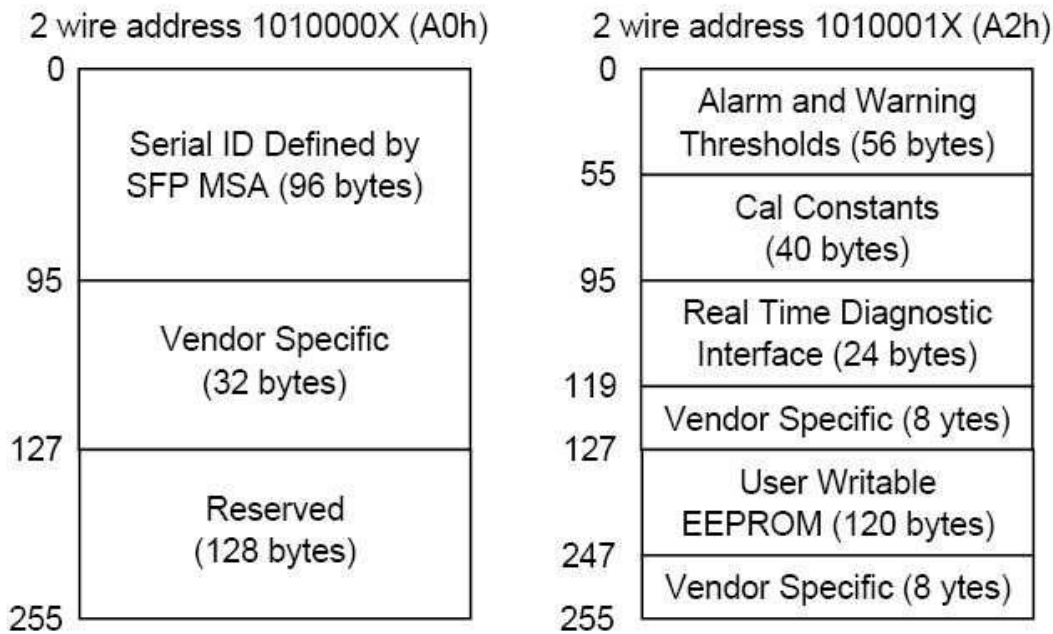 2 wire address 1010000X (A0h)
0
Serial ID Defined by
SFP MSA (96 bytes)
95
Vendor Specific
(32 bytes)
127
Reserved
(128 bytes)
255
2 wire address 1010001X (A2h)
0
Alarm and Warning
Thresholds (56 bytes)
55
Cal Constants
(40 bytes)
95
Real Time Diagnostic
Interface (24 bytes)
119
Vendor Specific (8 ytes)
127
User Writable
EEPROM (120 bytes)
247
Vendor Specific (8 ytes)
255